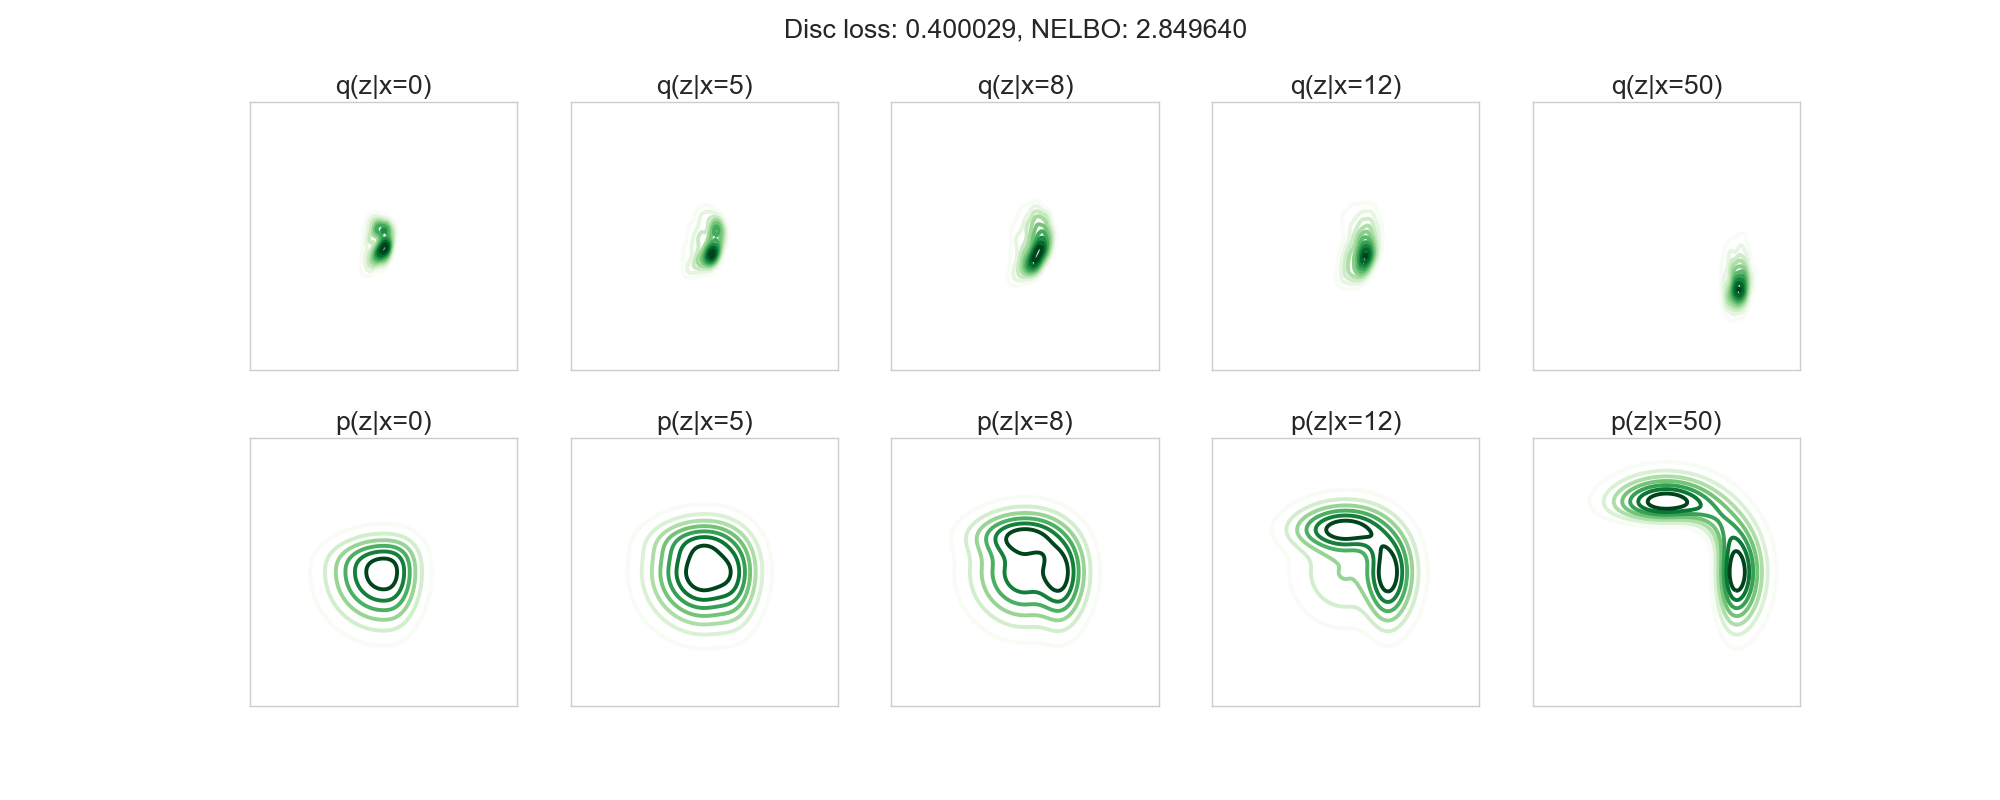 Disc loss: 0.400029, NELBO: 2.849640
q(z|x=0) q(z|x=5) q(z|x=8) q(z|x=12) q(z|x=50)
p(z|x=0) p(z|x=5) p(z|x=8) p(z|x=12) p(z|x=50)